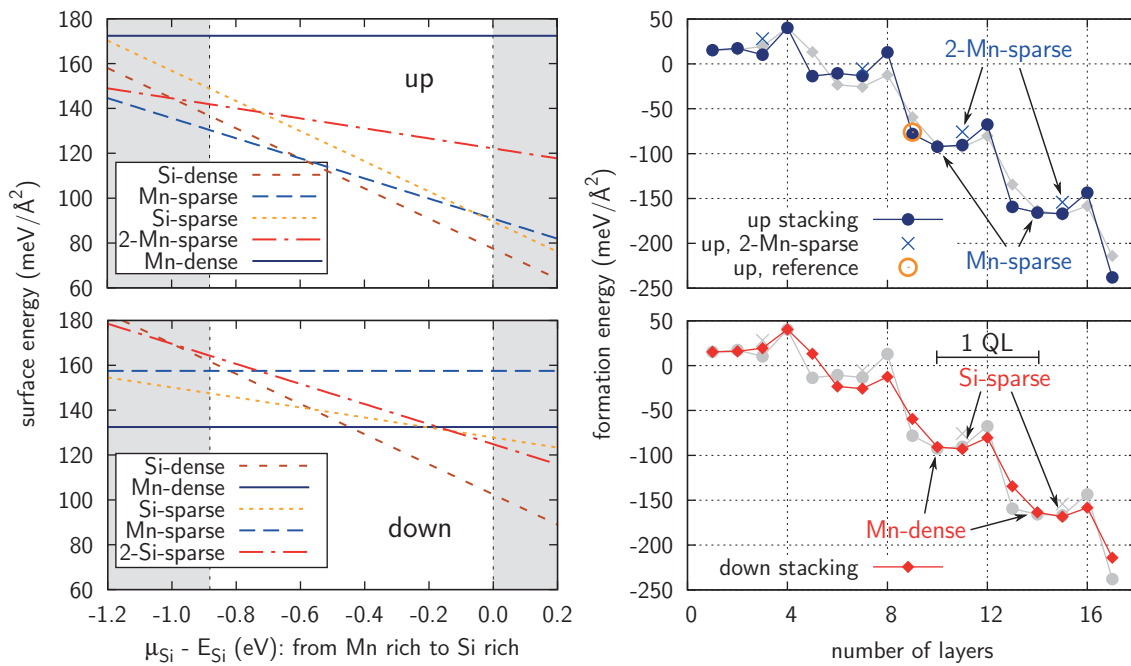 180
160
140
120
100
80
60
up
Si-dense
Mn-sparse
Si-sparse
2-Mn-sparse
Mn-dense
surface energy (meV/Å²)
180
160
140
120
100
80
60
Si-dense
Mn-dense
Si-sparse
Mn-sparse
2-Si-sparse
down
-1.2 -1.0 -0.8 -0.6 -0.4 -0.2 0.0 0.2
μSi - ESi (eV): from Mn rich to Si rich
50
0
-50
-100
-150
-200
-250
2-Mn-sparse
up stacking
up, 2-Mn-sparse
up, reference
Mn-sparse
formation energy (meV/Å²)
50
0
-50
-100
-150
-200
-250
1 QL
Si-sparse
Mn-dense
down stacking
0 4 8 12 16
number of layers